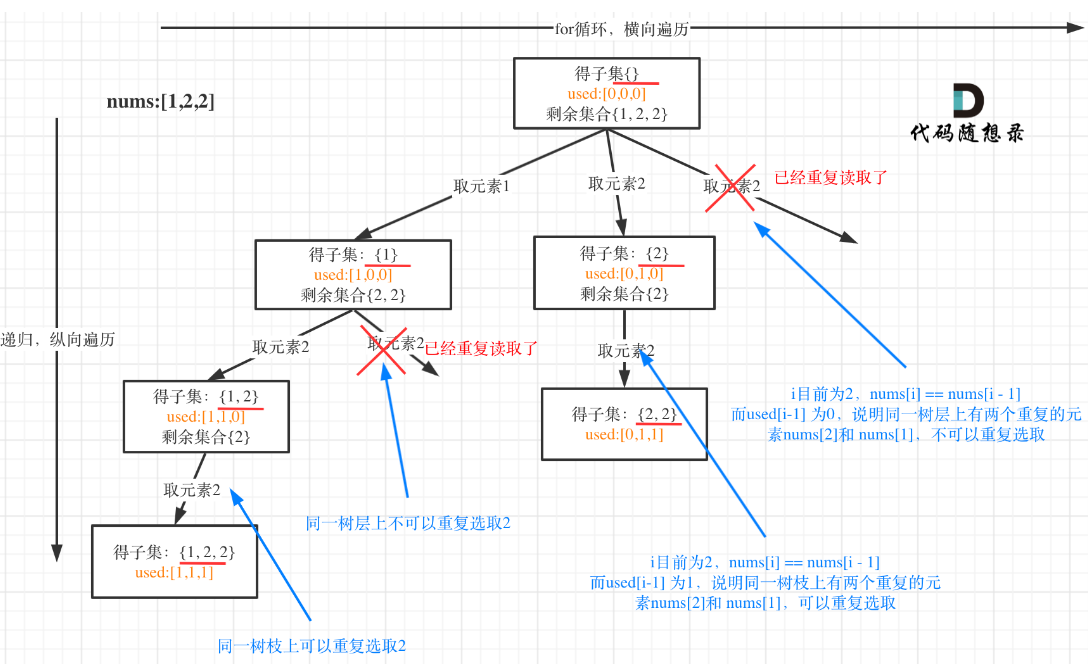 for循环，横向遍历
得子集{}
used:[0,0,0]
剩余集合{1, 2, 2}
nums:[1,2,2]
代码随想录
取元素1
取元素2
取元素2
已经重复读取了
得子集：{1}
used:[1,0,0]
剩余集合{2, 2}
得子集：{2}
used:[0,1,0]
剩余集合{2}
递归，纵向遍历
取元素2
取元素2
已经重复读取了
取元素2
得子集：{1, 2}
used:[1,1,0]
剩余集合{2}
得子集：{2, 2}
used:[0,1,1]
i目前为2，nums[i] == nums[i - 1]
而used[i-1] 为0，说明同一树层上有两个重复的元
素nums[2]和 nums[1]，不可以重复选取
取元素2
同一树层上不可以重复选取2
得子集：{1, 2, 2}
used:[1,1,1]
i目前为2，nums[i] == nums[i - 1]
而used[i-1] 为1，说明同一树枝上有两个重复的元
素nums[2]和 nums[1]，可以重复选取
同一树枝上可以重复选取2